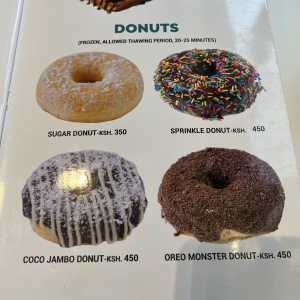 DONUTS
(FROZEN, ALLOWED THAWING PERIOD, 20-25 MINUTES)
SUGAR DONUT-KSH. 350
SPRINKLE DONUT-KSH. 450
COCO JAMBO DONUT-KSH. 450
OREO MONSTER DONUT-KSH. 450